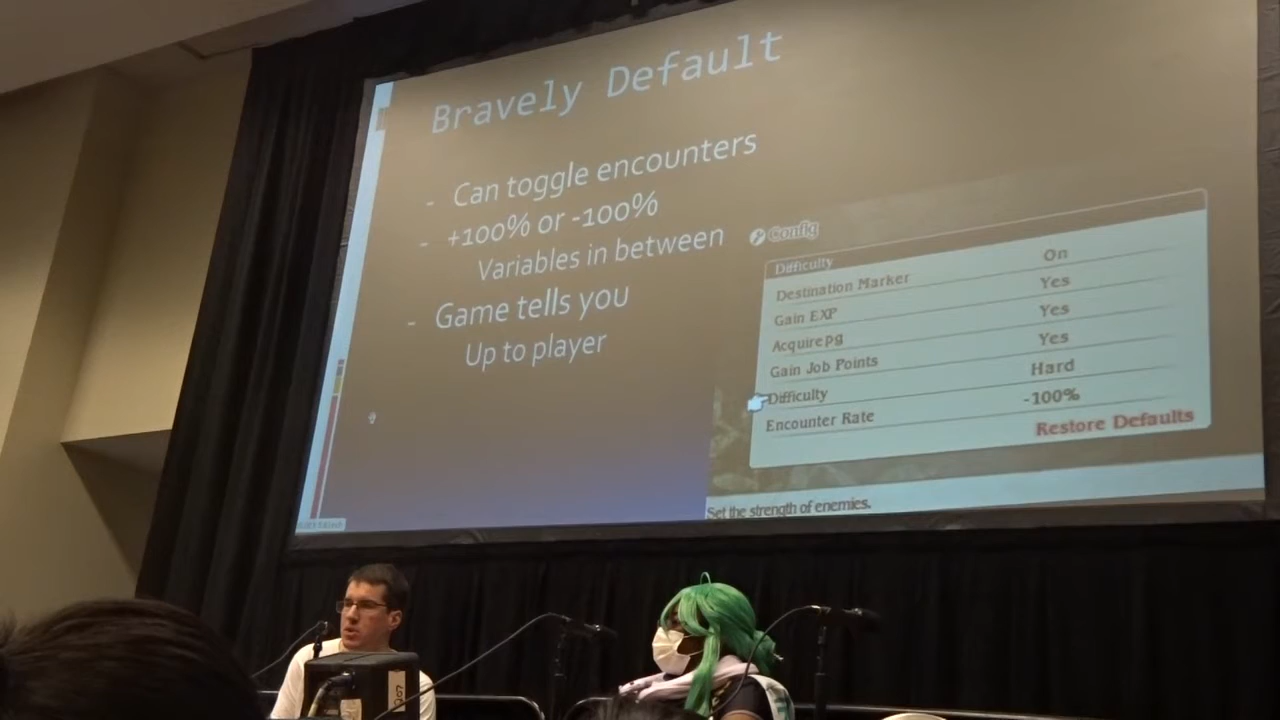 Bravely Default
- Can toggle encounters
- +100% or -100%
Variables in between
- Game tells you
Up to player
Config
Difficulty On
Destination Marker Yes
Gain EXP Yes
Acquire pg Yes
Gain Job Points Hard
Difficulty -100%
Encounter Rate Restore Defaults
Set the strength of enemies.